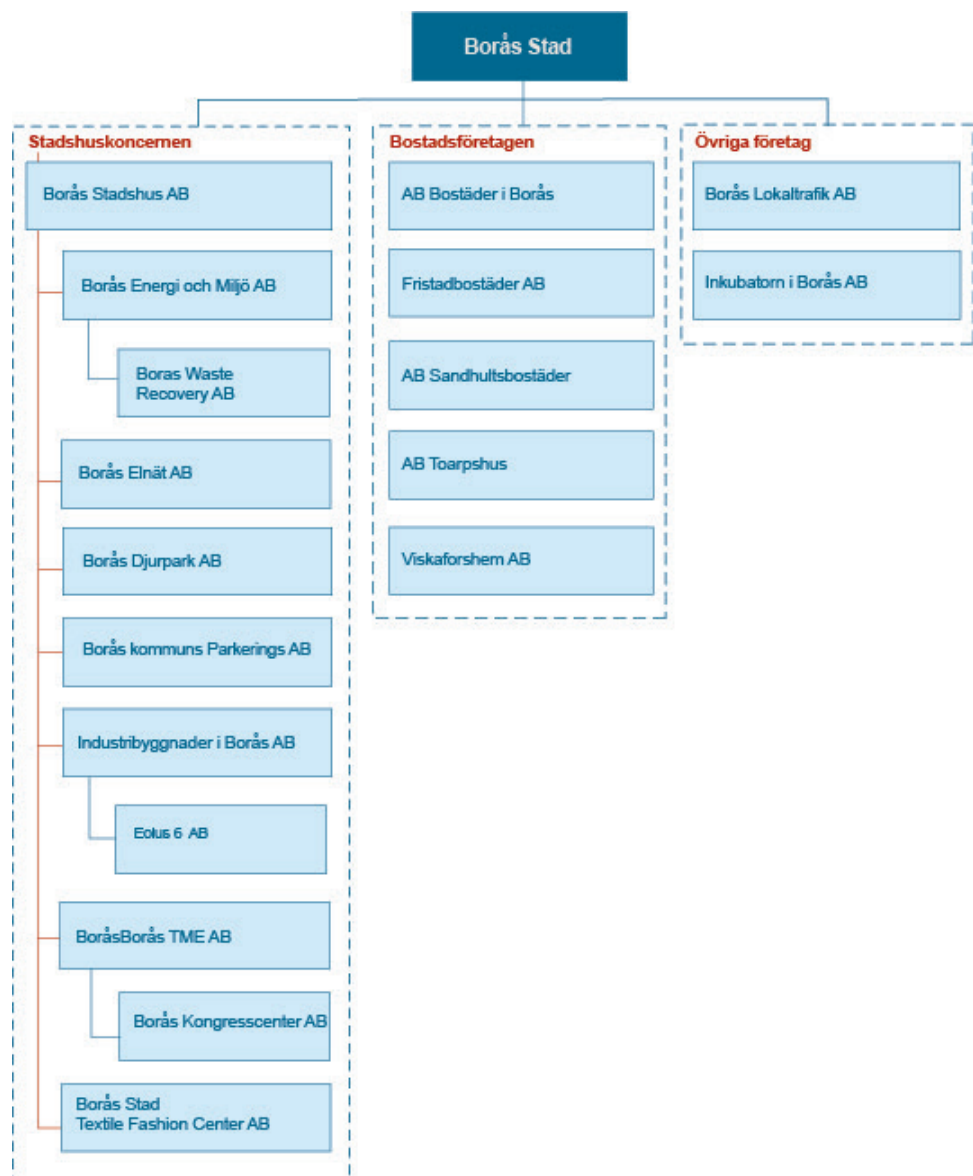 Borås Stad
Stadshuskoncernen
Borås Stadshus AB
Borås Energi och Miljö AB
Boras Waste
Recovery AB
Borås Elnät AB
Borås Djurpark AB
Borås kommuns Parkerings AB
Industribyggnader i Borås AB
Eolus 6 AB
BoråsBorås TME AB
Borås Kongresscenter AB
Borås Stad
Textile Fashion Center AB
Bostadsföretagen
AB Bostäder i Borås
Fristadbostäder AB
AB Sandhultsbostäder
AB Toarpshus
Viskaforshem AB
Övriga företag
Borås Lokaltrafik AB
Inkubatorn i Borås AB